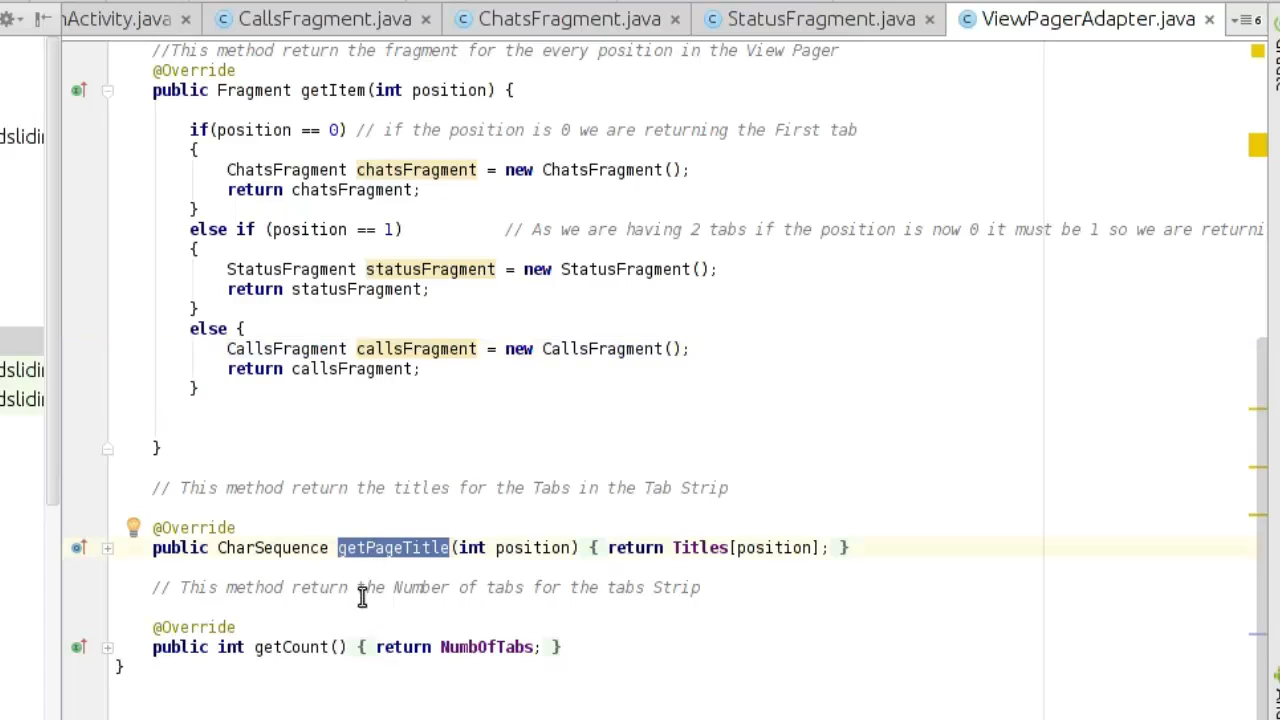 nActivity.java × CallsFragment.java × ChatsFragment.java × StatusFragment.java × ViewPagerAdapter.java × 6
//This method return the fragment for the every position in the View Pager
@Override
public Fragment getItem(int position) {
if(position == 0) // if the position is 0 we are returning the First tab
{
ChatsFragment chatsFragment = new ChatsFragment();
return chatsFragment;
}
else if (position == 1) // As we are having 2 tabs if the position is now 0 it must be 1 so we are returni
{
StatusFragment statusFragment = new StatusFragment();
return statusFragment;
}
else {
CallsFragment callsFragment = new CallsFragment();
return callsFragment;
}
}
// This method return the titles for the Tabs in the Tab Strip
@Override
public CharSequence getPageTitle(int position) { return Titles[position]; }
// This method return the Number of tabs for the tabs Strip
@Override
public int getCount() { return NumbOfTabs; }
}
dslidin
dslidin
dslidin